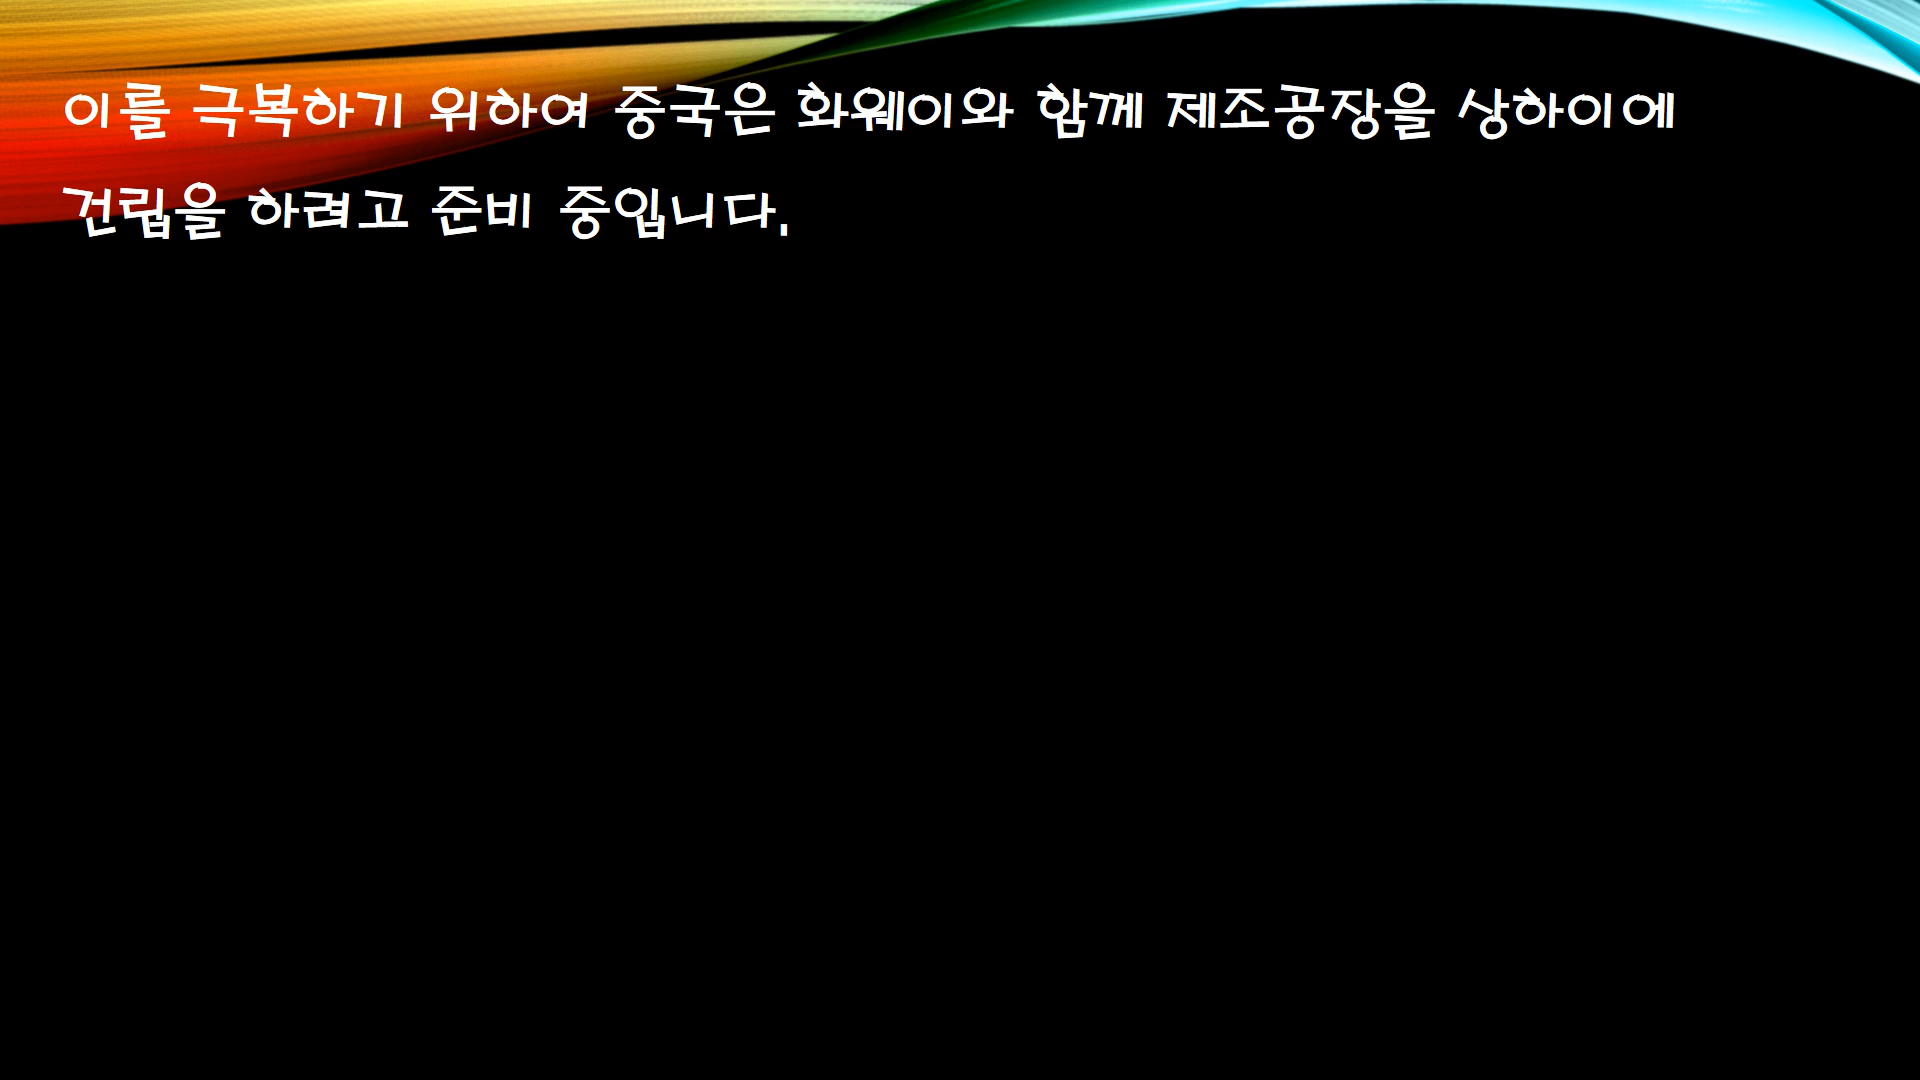 이를 극복하기 위하여 중국은 화웨이와 함께 제조공장을 상하이에
건립을 하려고 준비 중입니다.